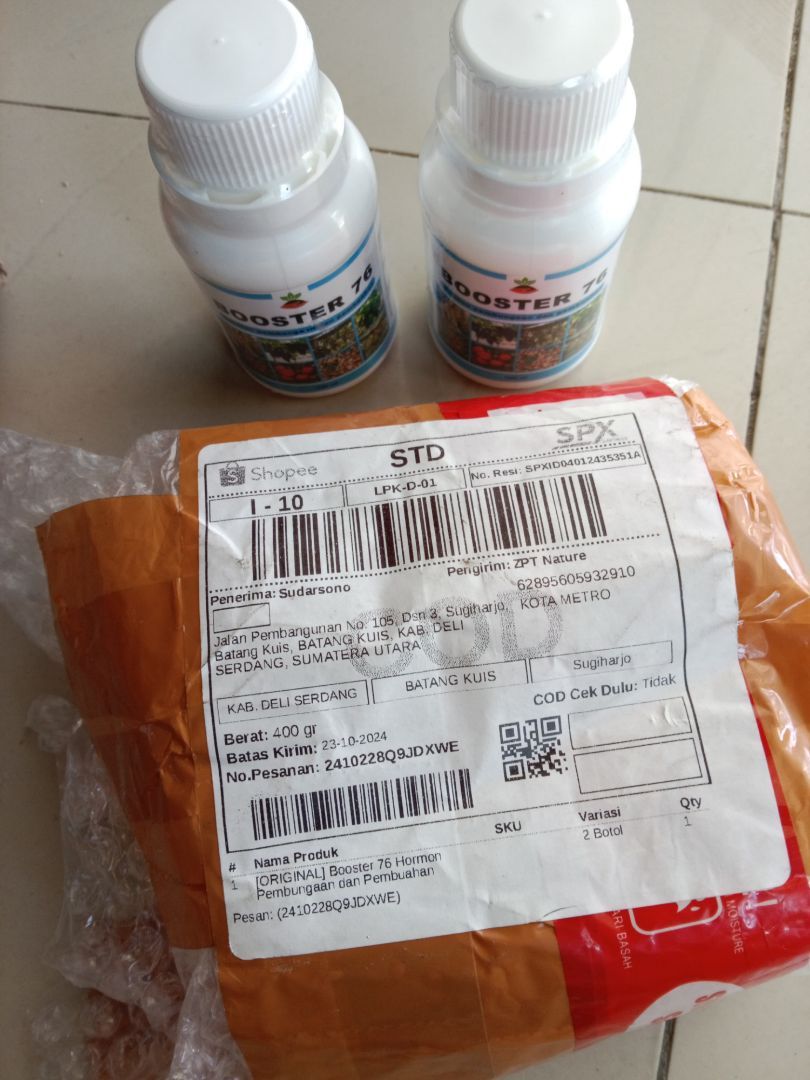 BOOSTER 76
BOOSTER 76
Shopee
STD
SPX
I - 10
LPK-D-01
No. Resi: SPXID04012435351A
Penerima: Sudarsono
Pengirim: ZPT Nature
62895605932910
KOTA METRO
Jalan Pembangunan No. 105, Dsn 3, Sugiharjo,
Batang Kuis, BATANG KUIS, KAB. DELI
SERDANG, SUMATERA UTARA
COD
KAB. DELI SERDANG
BATANG KUIS
Sugiharjo
COD Cek Dulu: Tidak
Berat: 400 gr
Batas Kirim: 23-10-2024
No.Pesanan: 2410228Q9JDXWE
# Nama Produk SKU Variasi Qty
1 [ORIGINAL] Booster 76 Hormon 2 Botol 1
Pembungaan dan Pembuahan
Pesan: (2410228Q9JDXWE)
ARI BASAH
MOISTURE